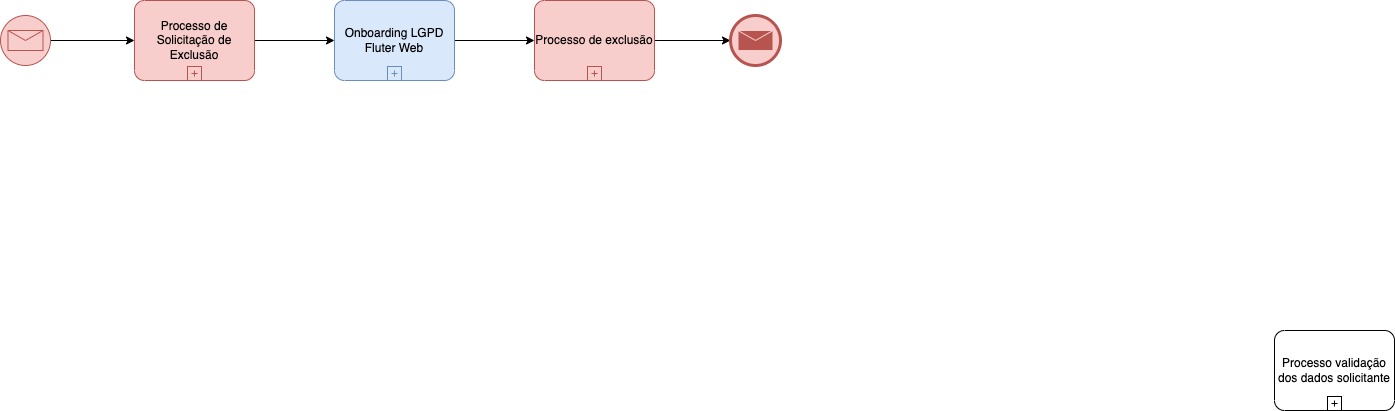 Processo de
Solicitação de
Exclusão
Onboarding LGPD
Fluter Web
Processo de exclusão
Processo validação
dos dados solicitante